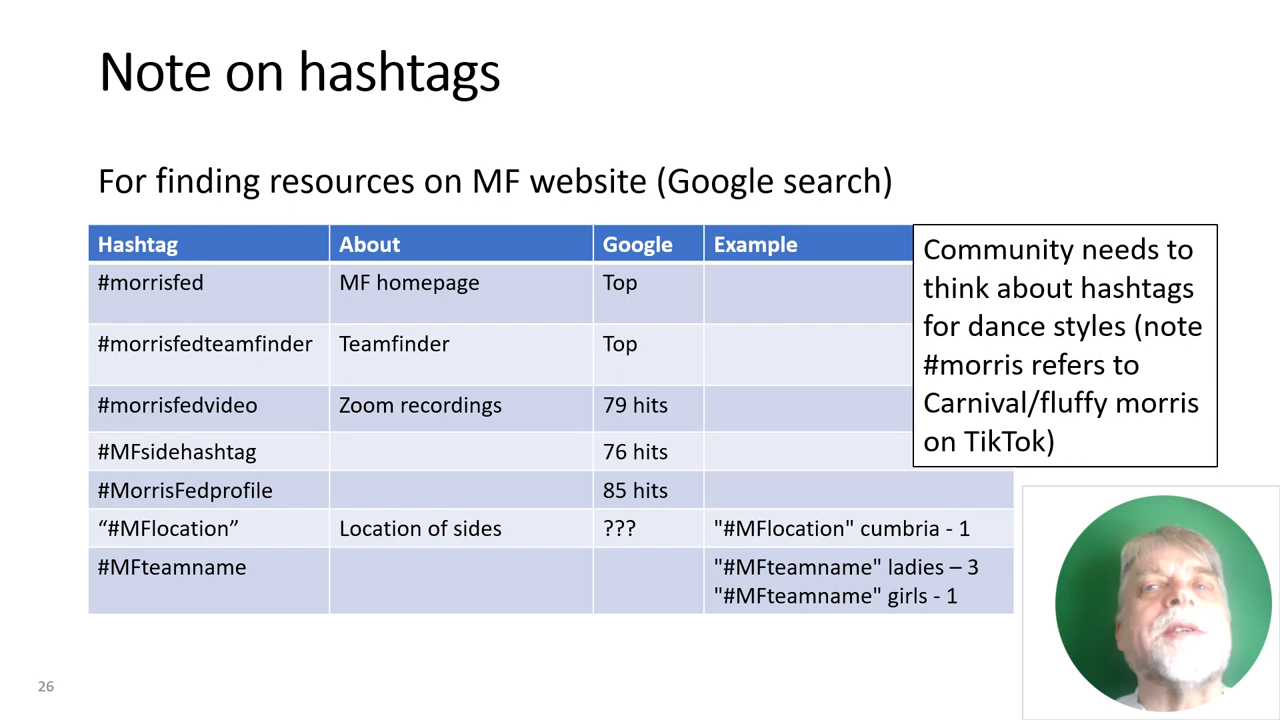 Note on hashtags
For finding resources on MF website (Google search)
Hashtag About Google Example
#morrisfed MF homepage Top
#morrisfedteamfinder Teamfinder Top
#morrisfedvideo Zoom recordings 79 hits
#MFsidehashtag 76 hits
#MorrisFedprofile 85 hits
“#MFlocation” Location of sides ??? "#MFlocation" cumbria - 1
#MFteamname "#MFteamname" ladies – 3
"#MFteamname" girls - 1
Community needs to
think about hashtags
for dance styles (note
#morris refers to
Carnival/fluffy morris
on TikTok)
26